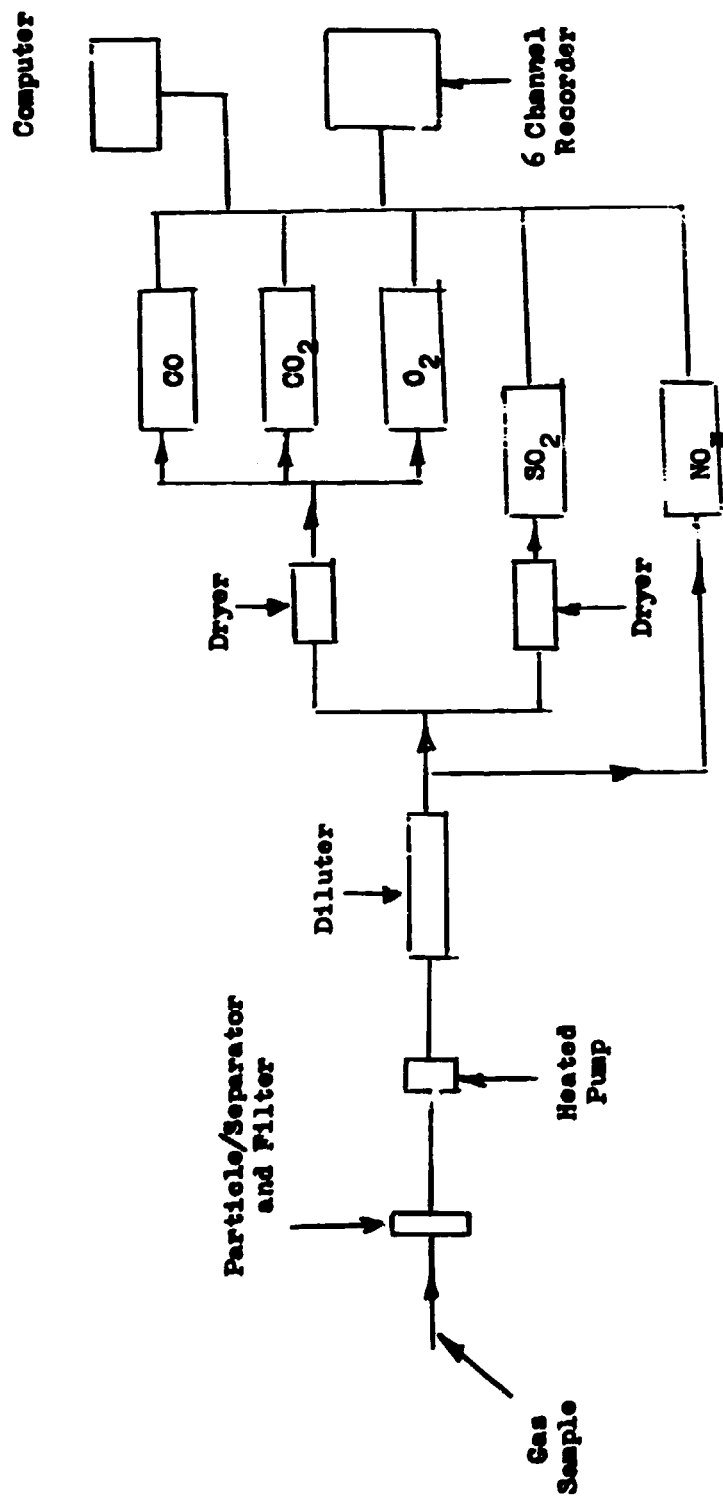 Gas
Sample
Particle/Separator
and Filter
Heated
Pump
Diluter
Dryer
Dryer
CO
CO2
O2
SO2
NOx
Computer
6 Channel
Recorder